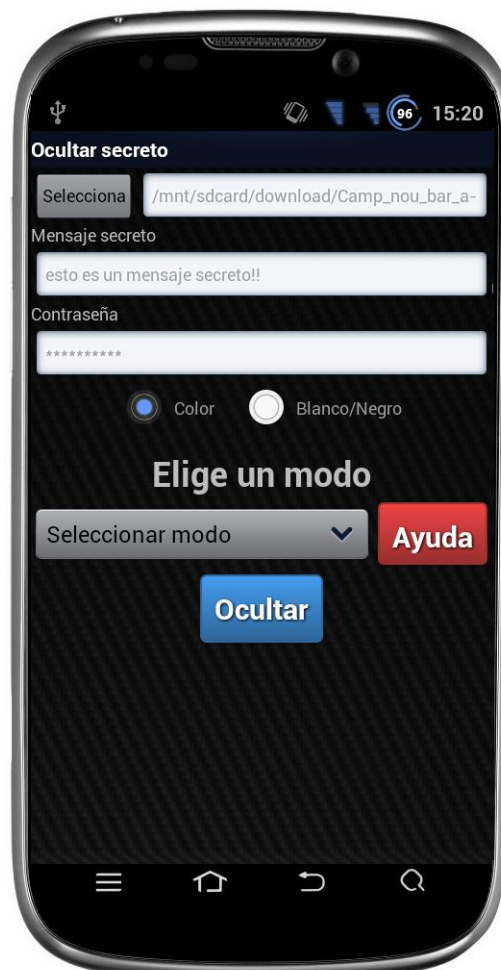 96 15:20
Ocultar secreto
Selecciona /mnt/sdcard/download/Camp_nou_bar_a-
Mensaje secreto
esto es un mensaje secreto!!
Contraseña
**********
Color Blanco/Negro
Elige un modo
Seleccionar modo Ayuda
Ocultar